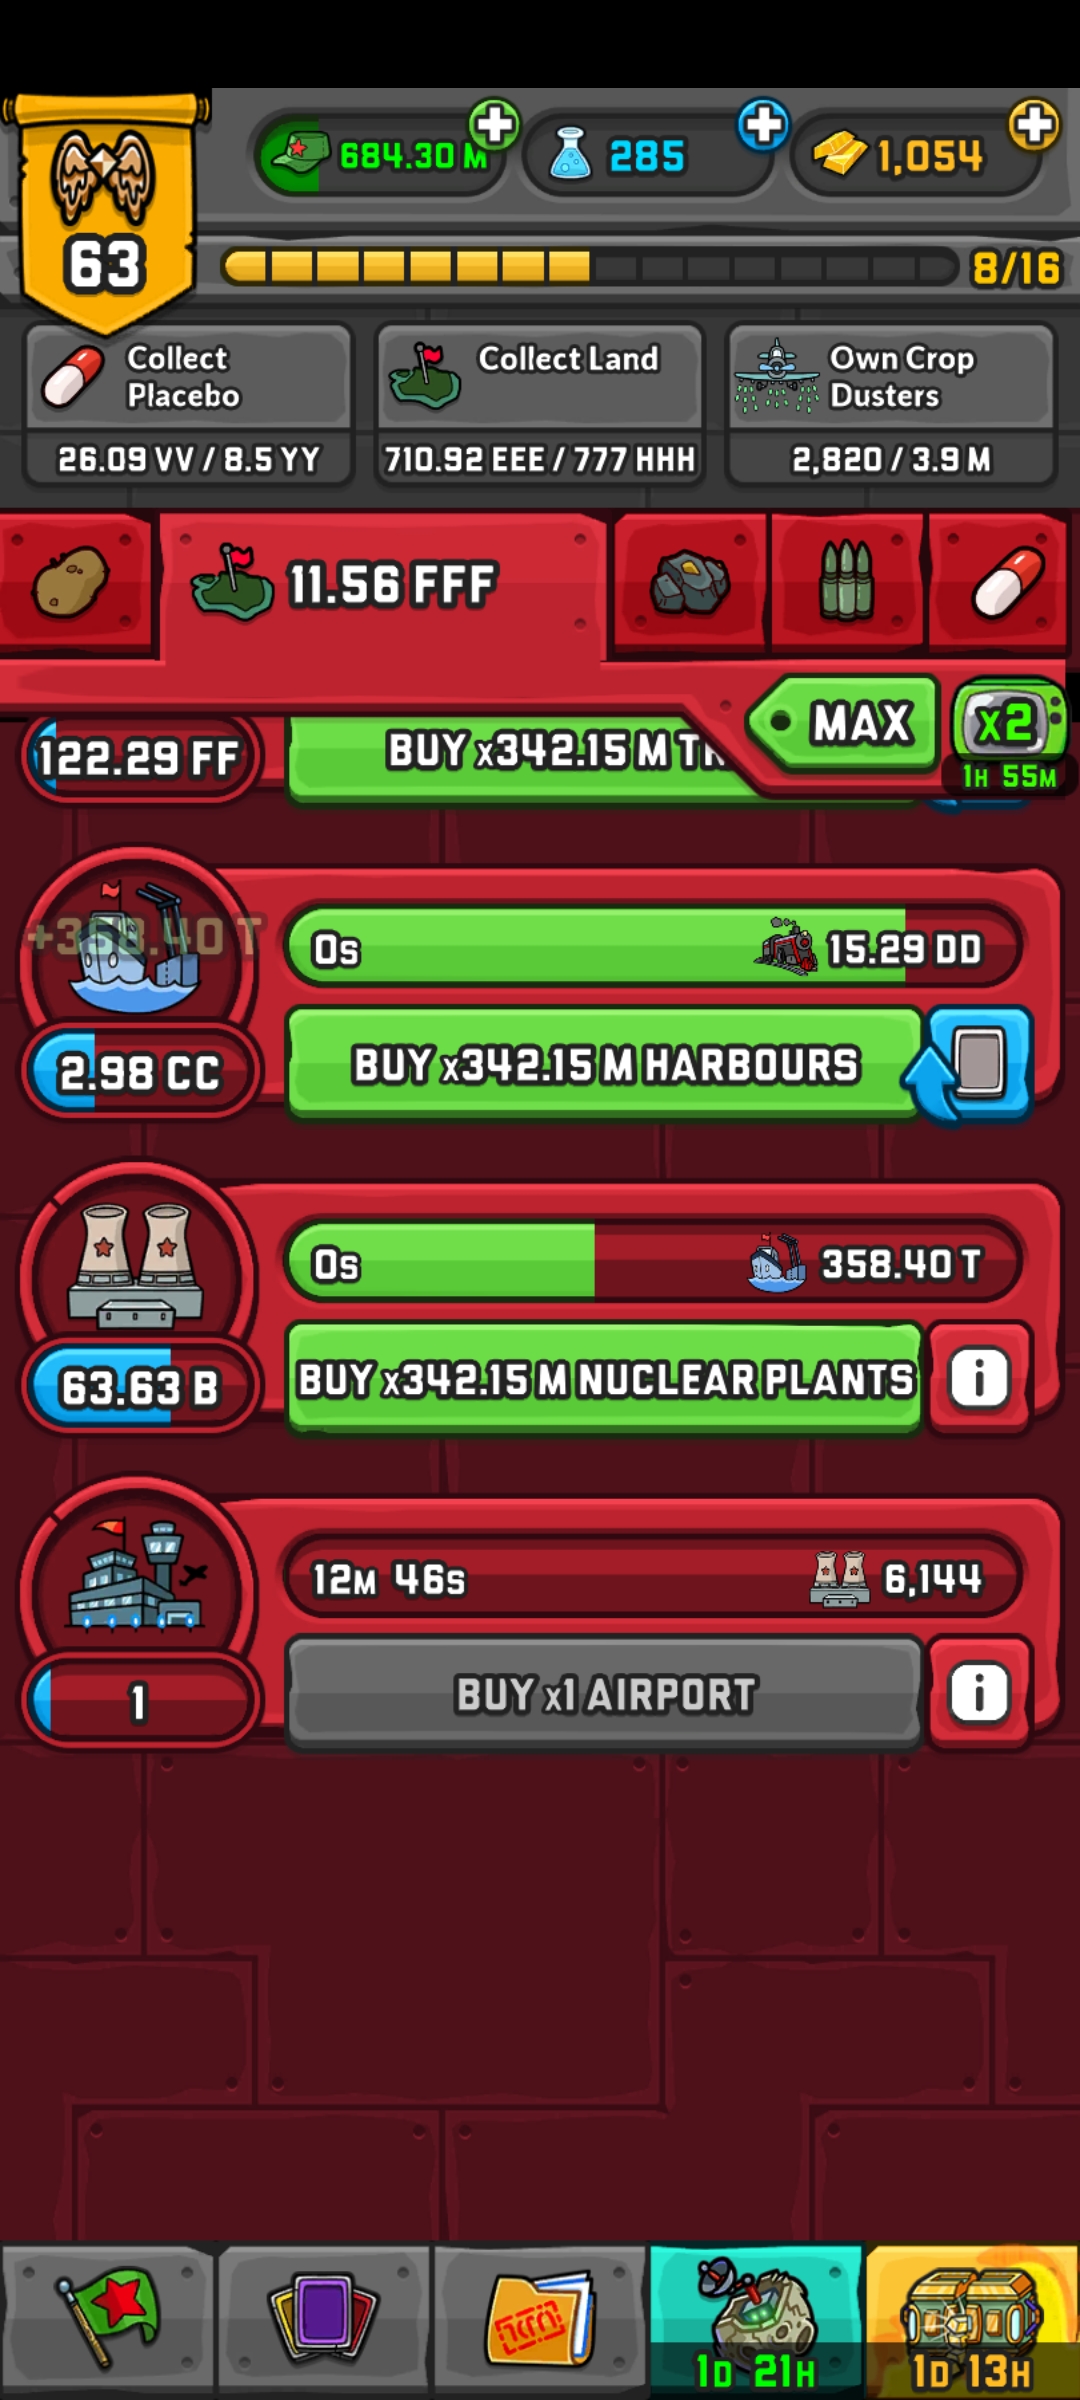 684.30 M
285
1,054
63
8/16
Collect
Placebo
26.09 VV / 8.5 YY
Collect Land
710.92 EEE / 777 HHH
Own Crop
Dusters
2,820 / 3.9 M
11.56 FFF
MAX
x2
1H 55M
122.29 FF
BUY x342.15 M
+358.40 T
0s
15.29 DD
2.98 CC
BUY x342.15 M HARBOURS
0s
358.40 T
63.63 B
BUY x342.15 M NUCLEAR PLANTS
i
12M 46s
6,144
1
BUY x1 AIRPORT
i
1D 21H
1D 13H